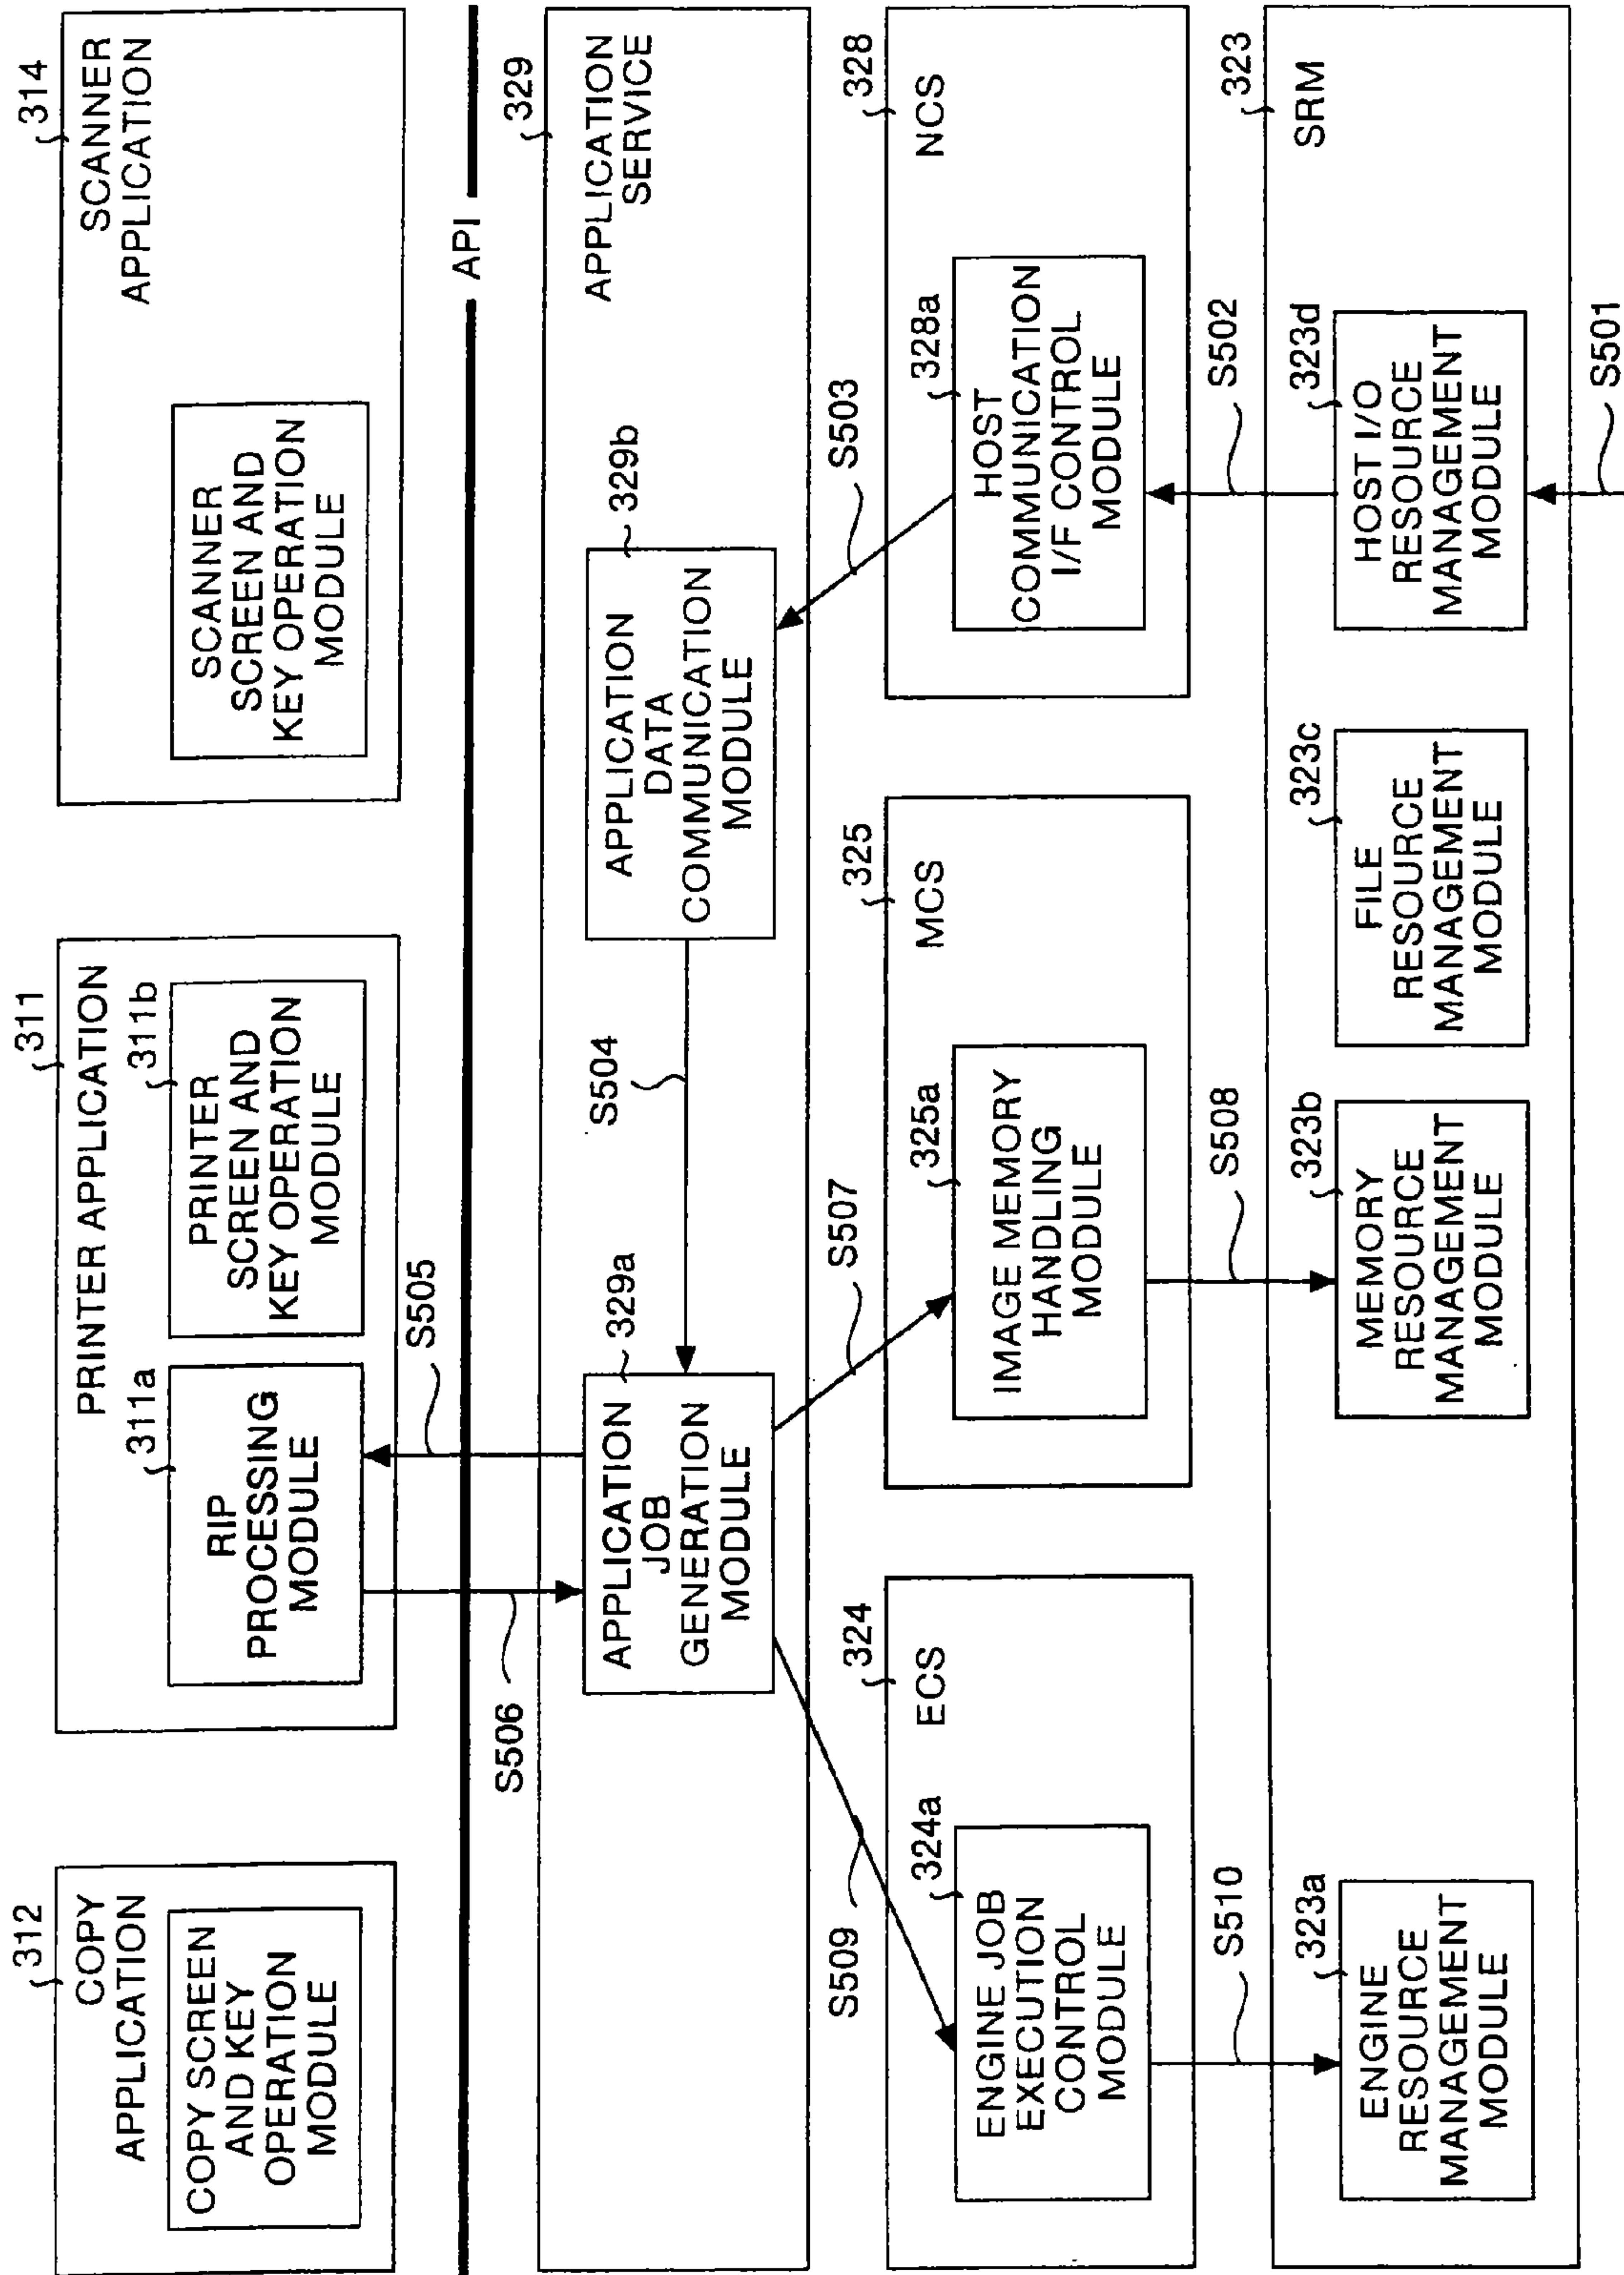 312
COPY
APPLICATION
COPY SCREEN
AND KEY
OPERATION
MODULE
311
PRINTER APPLICATION
311a
RIP
PROCESSING
MODULE
311b
PRINTER
SCREEN AND
KEY OPERATION
MODULE
314
SCANNER
APPLICATION
SCANNER
SCREEN AND
KEY OPERATION
MODULE
S506
S505
API
329
APPLICATION
SERVICE
329a
APPLICATION
JOB
GENERATION
MODULE
S504
329b
APPLICATION
DATA
COMMUNICATION
MODULE
S509
S507
S503
324
ECS
324a
ENGINE JOB
EXECUTION
CONTROL
MODULE
325
MCS
325a
IMAGE MEMORY
HANDLING
MODULE
328
NCS
328a
HOST
COMMUNICATION
I/F CONTROL
MODULE
S510
S508
S502
323
SRM
323a
ENGINE
RESOURCE
MANAGEMENT
MODULE
323b
MEMORY
RESOURCE
MANAGEMENT
MODULE
323c
FILE
RESOURCE
MANAGEMENT
MODULE
323d
HOST I/O
RESOURCE
MANAGEMENT
MODULE
S501